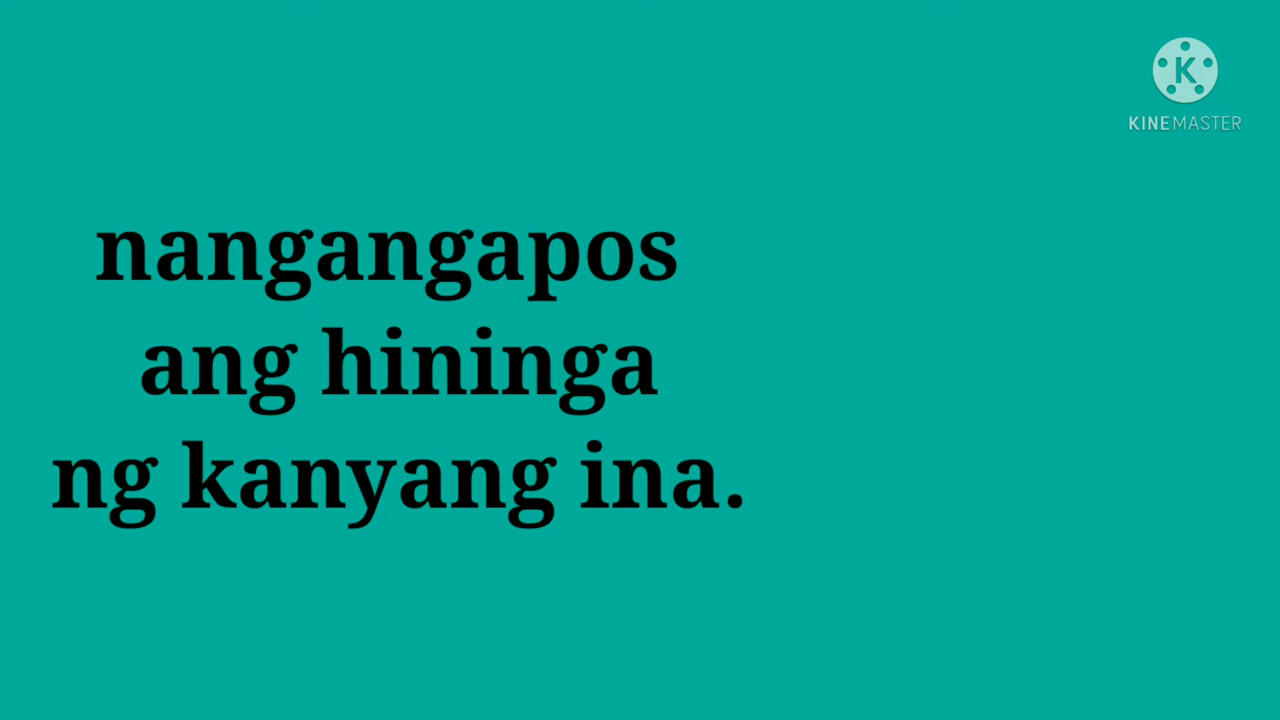 K
KINEMASTER
nangangapos
ang hininga
ng kanyang ina.